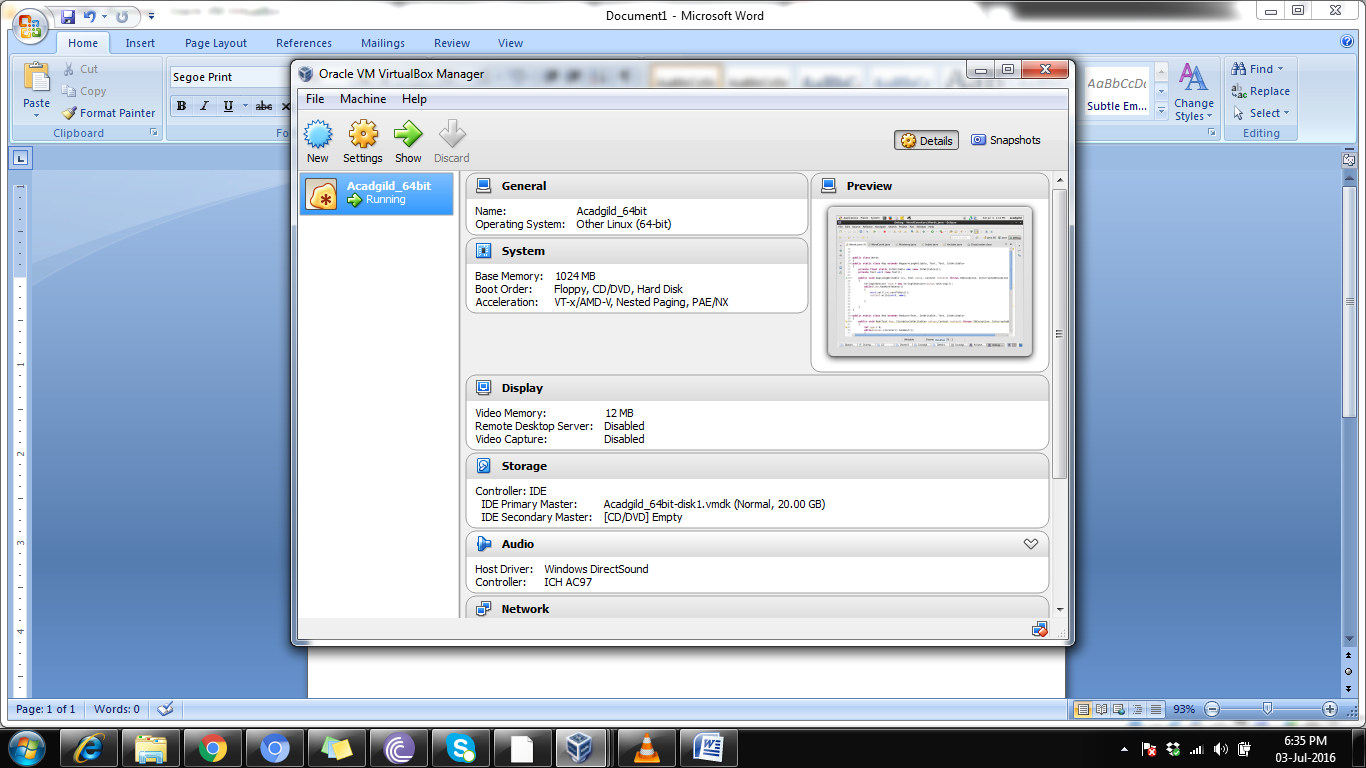 Document1 - Microsoft Word
Home Insert Page Layout References Mailings Review View
Cut
Copy
Format Painter
Paste
Clipboard
Segoe Print
B I U abc
AaBbCcDc
Subtle Em...
Change
Styles
Find
Replace
Select
Editing
Oracle VM VirtualBox Manager
File Machine Help
New Settings Show Discard
Details Snapshots
Acadgild_64bit
Running
General
Name: Acadgild_64bit
Operating System: Other Linux (64-bit)
System
Base Memory: 1024 MB
Boot Order: Floppy, CD/DVD, Hard Disk
Acceleration: VT-x/AMD-V, Nested Paging, PAE/NX
Preview
Display
Video Memory: 12 MB
Remote Desktop Server: Disabled
Video Capture: Disabled
Storage
Controller: IDE
IDE Primary Master: Acadgild_64bit-disk1.vmdk (Normal, 20.00 GB)
IDE Secondary Master: [CD/DVD] Empty
Audio
Host Driver: Windows DirectSound
Controller: ICH AC97
Network
Page: 1 of 1 Words: 0
93%
6:35 PM
03-Jul-2016